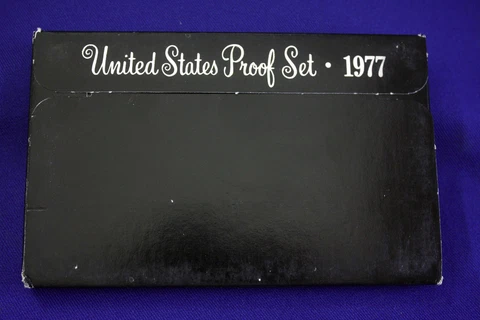 United States Proof Set · 1977